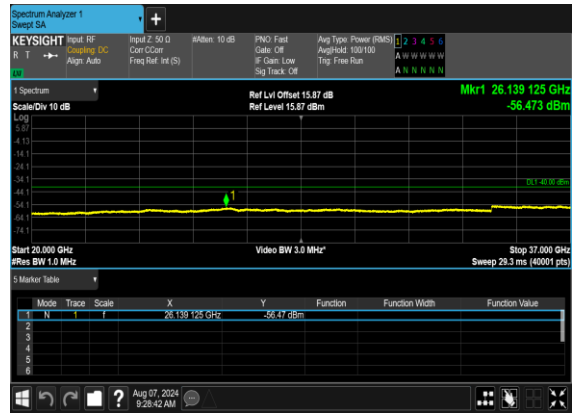 Spectrum Analyzer 1
Swept SA
+
KEYSIGHT Input: RF Input Z: 50 Ω #Atten: 10 dB PNO: Fast Avg Type: Power (RMS) 1 2 3 4 5 6
R T Coupling: DC Corr CCorr Gate: Off Avg|Hold: 100/100 A W W W W W
Align: Auto Freq Ref: Int (S) IF Gain: Low Trig: Free Run
Sig Track: Off A N N N N N
1 Spectrum
Ref Lvl Offset 15.87 dB Mkr1 26.139 125 GHz
Scale/Div 10 dB Ref Level 15.87 dBm -56.473 dBm
Log
5.87
-4.13
-14.1
-24.1
-34.1
DL1 -40.00 dBm
-44.1
1
-54.1
-64.1
-74.1
Start 20.000 GHz Video BW 3.0 MHz* Stop 37.000 GHz
#Res BW 1.0 MHz Sweep 29.3 ms (40001 pts)
5 Marker Table
Mode Trace Scale X Y Function Function Width Function Value
1 N 1 f 26.139 125 GHz -56.47 dBm
2
3
4
5
6
? Aug 07, 2024
9:28:42 AM